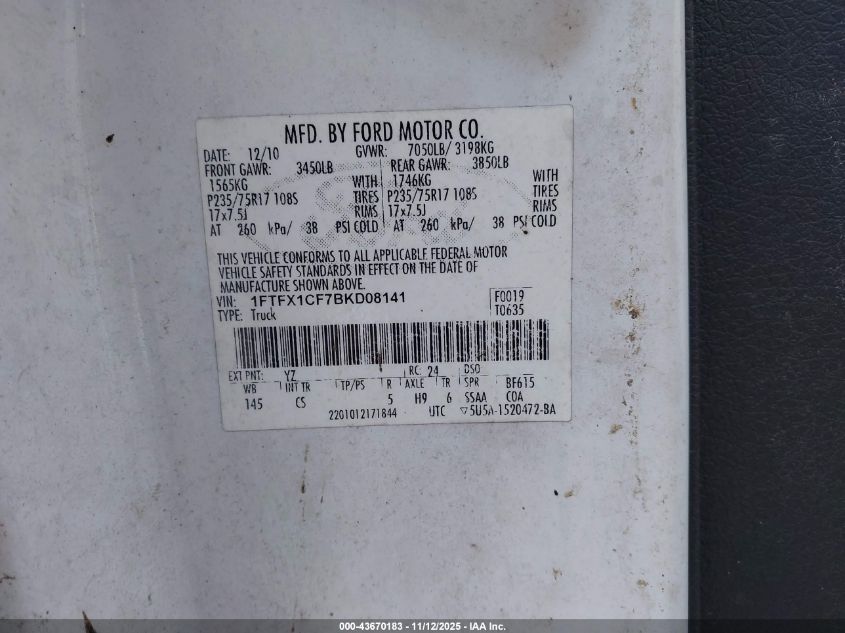 MFD. BY FORD MOTOR CO.
DATE: 12/10 GVWR: 7050LB/ 3198KG
FRONT GAWR: 3450LB REAR GAWR: 3850LB
1565KG WITH 1746KG WITH
P235/75R17 108S TIRES P235/75R17 108S TIRES
17x7.5J RIMS 17x7.5J RIMS
AT 260 kPa/ 38 PSI COLD AT 260 kPa/ 38 PSI COLD
THIS VEHICLE CONFORMS TO ALL APPLICABLE FEDERAL MOTOR
VEHICLE SAFETY STANDARDS IN EFFECT ON THE DATE OF
MANUFACTURE SHOWN ABOVE.
VIN: 1FTFX1CF7BKD08141 F0019
TYPE: Truck T0635
EXT PNT: YZ RC: 24 DSO
WB INT TR TP/PS R AXLE TR SPR BF615
145 CS 5 H9 6 SSAA COA
2201012171844 UTC ▽5U5A-1520472-BA
000-43670183 - 11/12/2025 - IAA Inc.